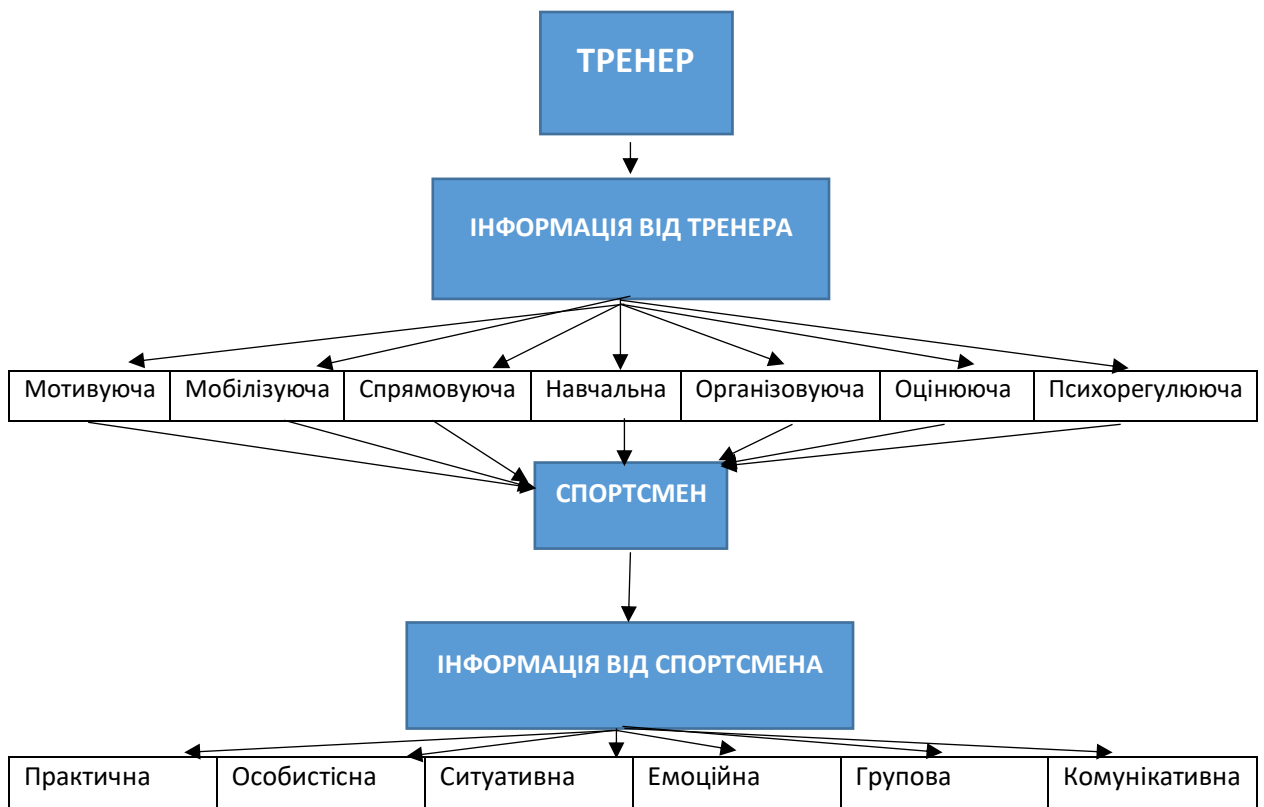 ТРЕНЕР
ІНФОРМАЦІЯ ВІД ТРЕНЕРА
Мотивуюча Мобілізуюча Спрямовуюча Навчальна Організовуюча Оцінююча Психорегулююча
СПОРТСМЕН
ІНФОРМАЦІЯ ВІД СПОРТСМЕНА
Практична Особистісна Ситуативна Емоційна Групова Комунікативна